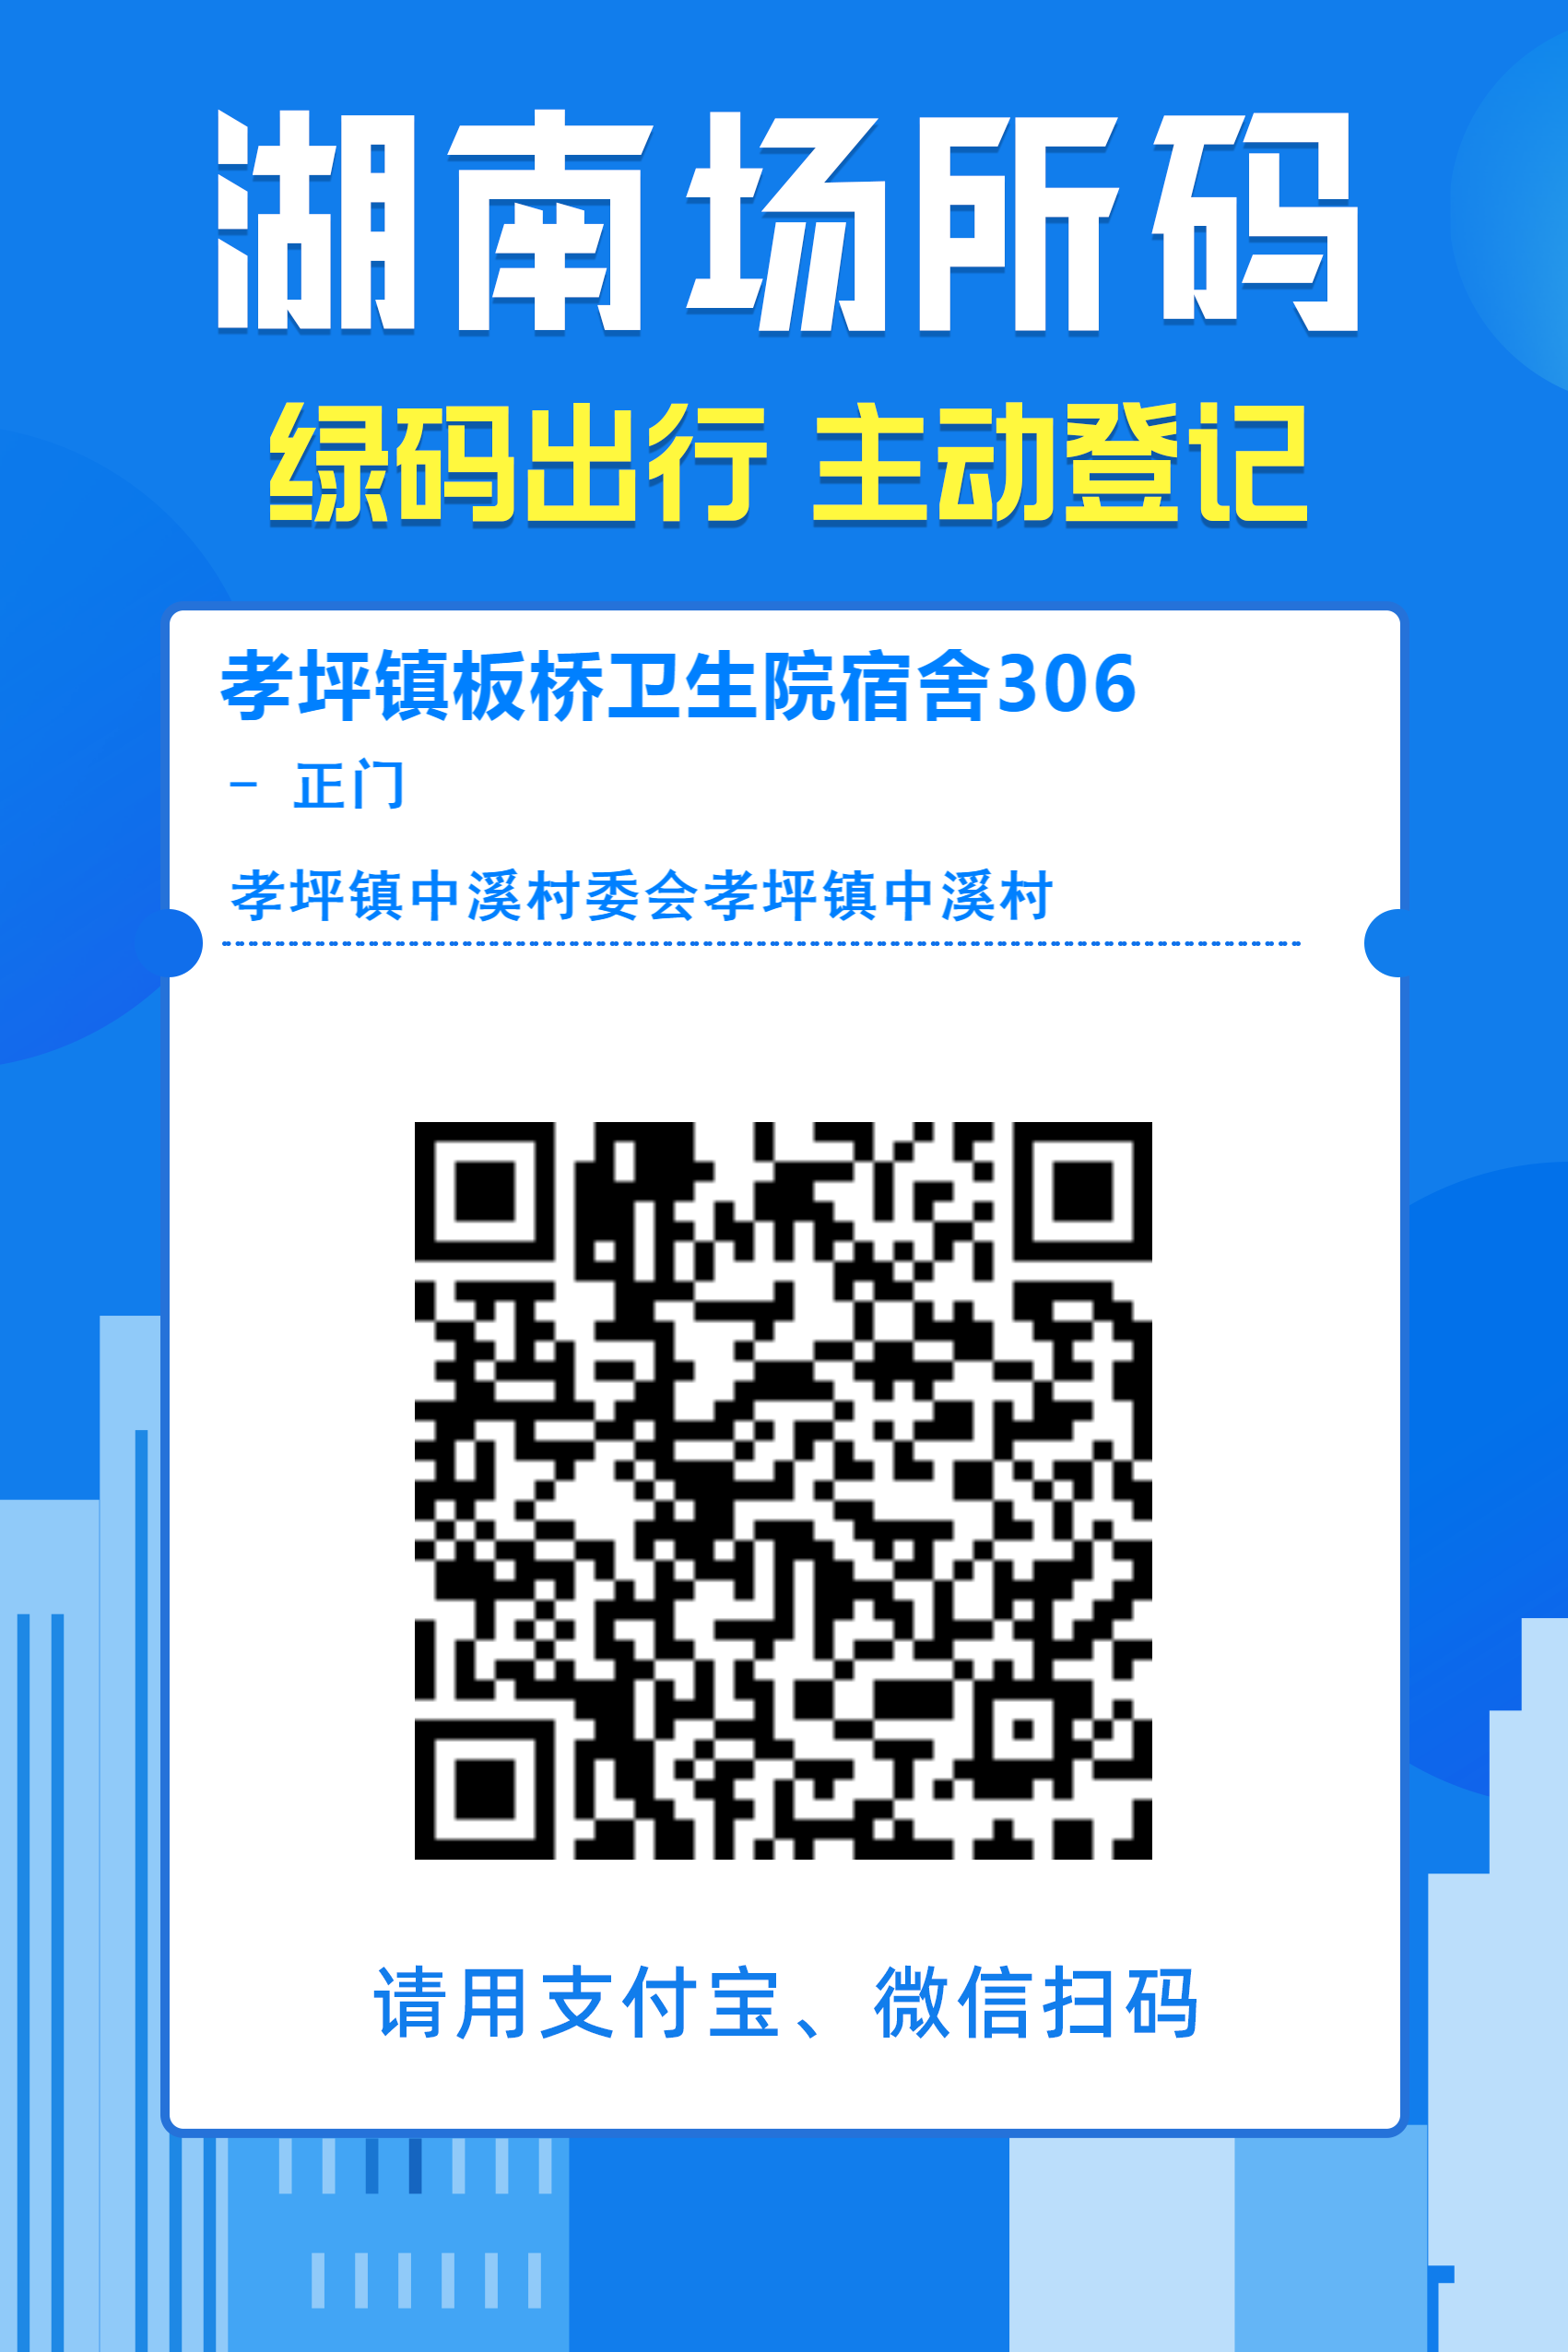 湖南场所码
绿码出行 主动登记
孝坪镇板桥卫生院宿舍306
– 正门
孝坪镇中溪村委会孝坪镇中溪村
请用支付宝、微信扫码